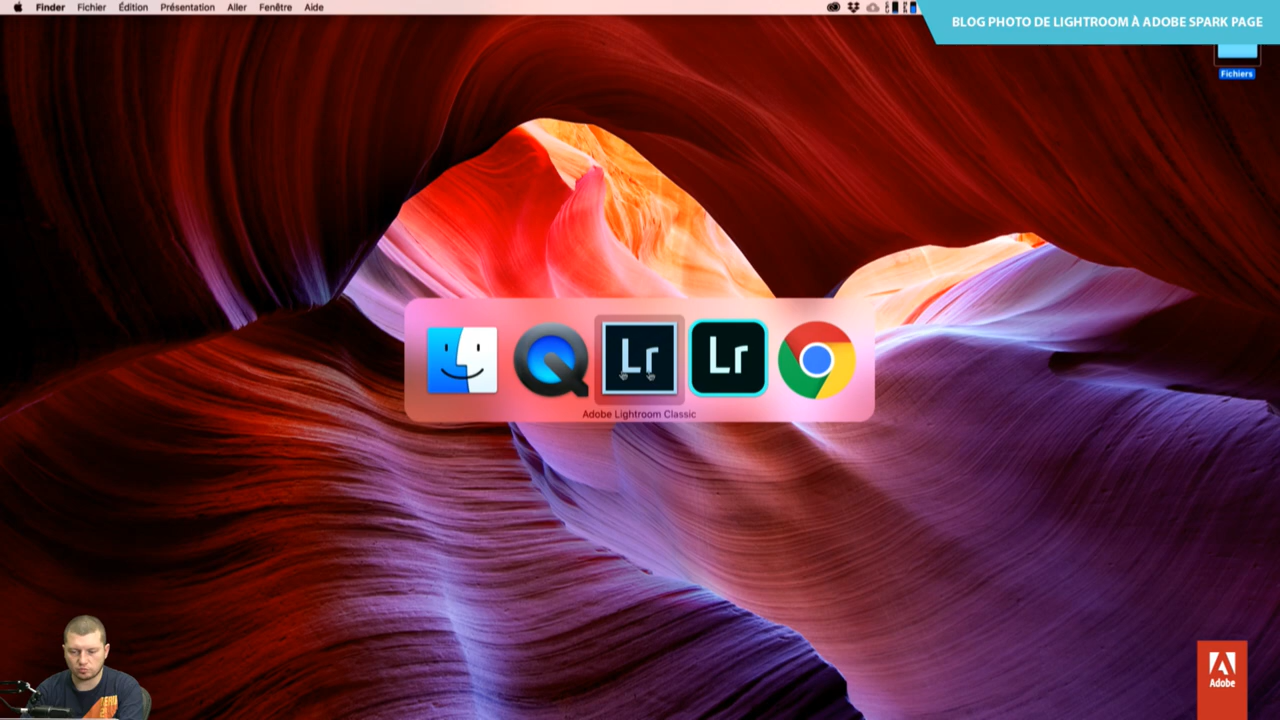 Finder Fichier Édition Présentation Aller Fenêtre Aide
BLOG PHOTO DE LIGHTROOM À ADOBE SPARK PAGE
Fichiers
Lr
Lr
Adobe Lightroom Classic
Adobe